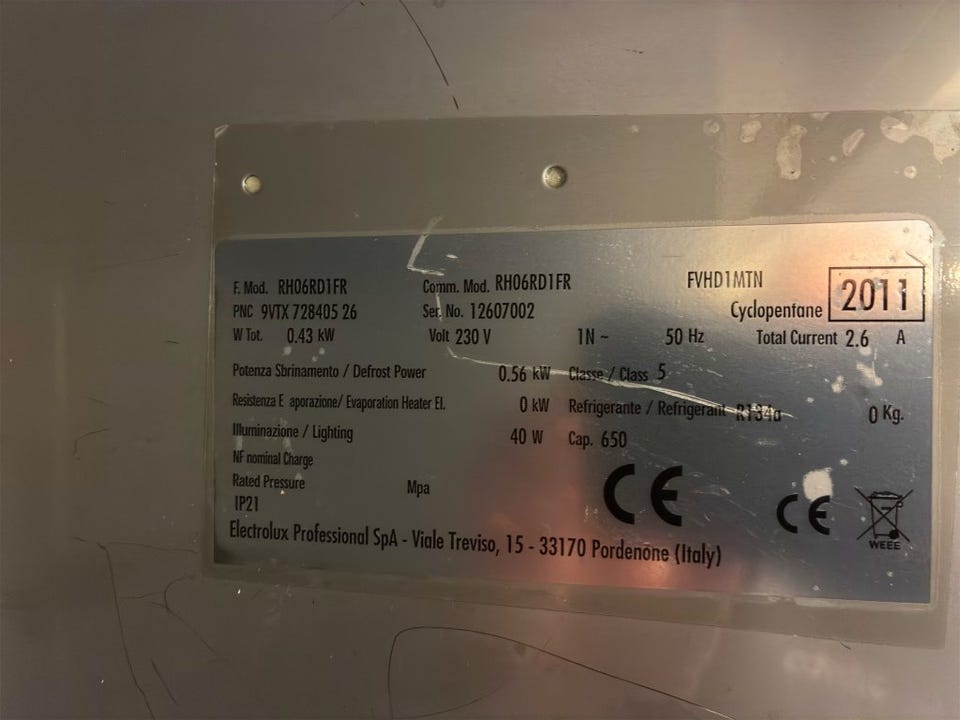 F. Mod. RH06RD1FR Comm. Mod. RH06RD1FR FVHD1MTN
PNC 9VTX 728405 26 Ser. No. 12607002 Cyclopentane 2011
W Tot. 0.43 kW Volt 230 V 1N ~ 50 Hz Total Current 2.6 A
Potenza Sbrinamento / Defrost Power 0.56 kW Classe / Class 5
Resistenza E aporazione/ Evaporation Heater El. 0 kW Refrigerante / Refrigerant R134a 0 Kg.
Illuminazione / Lighting 40 W Cap. 650
NF nominal Charge
Rated Pressure Mpa
IP21
CE CE
WEEE
Electrolux Professional SpA - Viale Treviso, 15 - 33170 Pordenone (Italy)